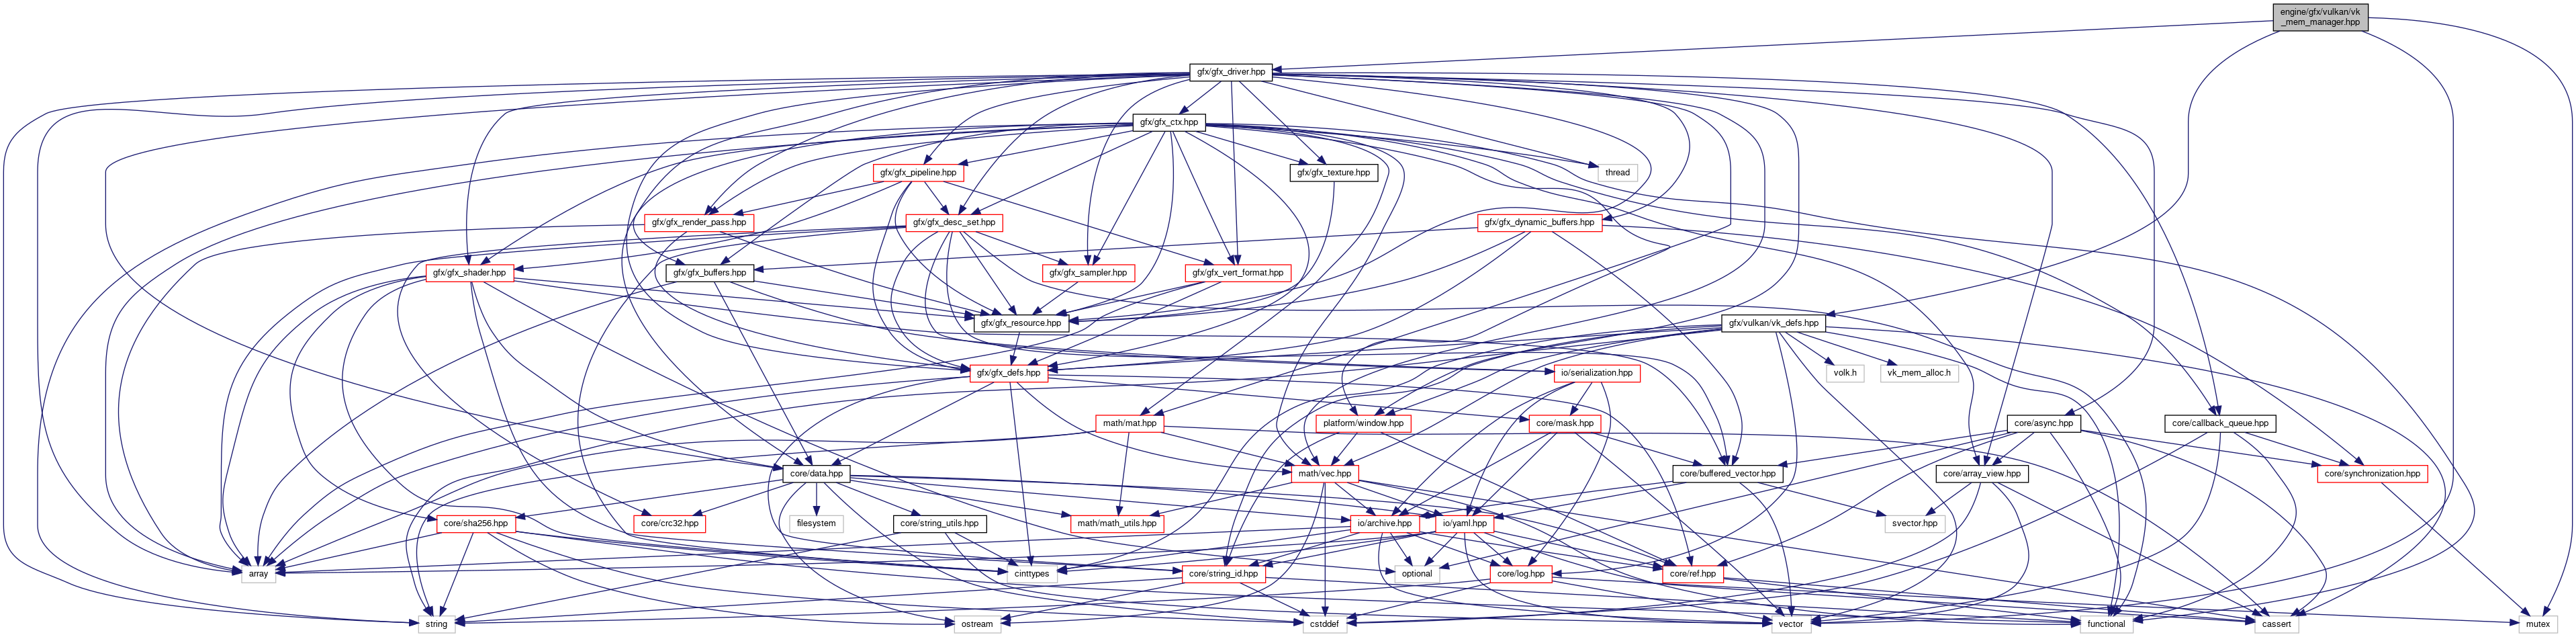 engine/gfx/vulkan/vk
_mem_manager.hpp
gfx/gfx_driver.hpp
gfx/gfx_ctx.hpp
gfx/gfx_pipeline.hpp
gfx/gfx_texture.hpp
thread
gfx/gfx_render_pass.hpp
gfx/gfx_desc_set.hpp
gfx/gfx_dynamic_buffers.hpp
gfx/gfx_shader.hpp
gfx/gfx_buffers.hpp
gfx/gfx_sampler.hpp
gfx/gfx_vert_format.hpp
gfx/gfx_resource.hpp
gfx/vulkan/vk_defs.hpp
gfx/gfx_defs.hpp
io/serialization.hpp
volk.h
vk_mem_alloc.h
math/mat.hpp
platform/window.hpp
core/mask.hpp
core/async.hpp
core/callback_queue.hpp
core/data.hpp
math/vec.hpp
core/buffered_vector.hpp
core/array_view.hpp
core/synchronization.hpp
core/sha256.hpp
core/crc32.hpp
filesystem
core/string_utils.hpp
math/math_utils.hpp
io/archive.hpp
io/yaml.hpp
svector.hpp
array
cinttypes
core/string_id.hpp
optional
core/log.hpp
core/ref.hpp
string
ostream
cstddef
vector
functional
cassert
mutex